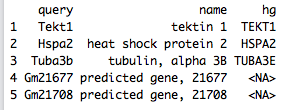 query name hg
1 Tekt1 tektin 1 TEKT1
2 Hspa2 heat shock protein 2 HSPA2
3 Tuba3b tubulin, alpha 3B TUBA3E
4 Gm21677 predicted gene, 21677 <NA>
5 Gm21708 predicted gene, 21708 <NA>